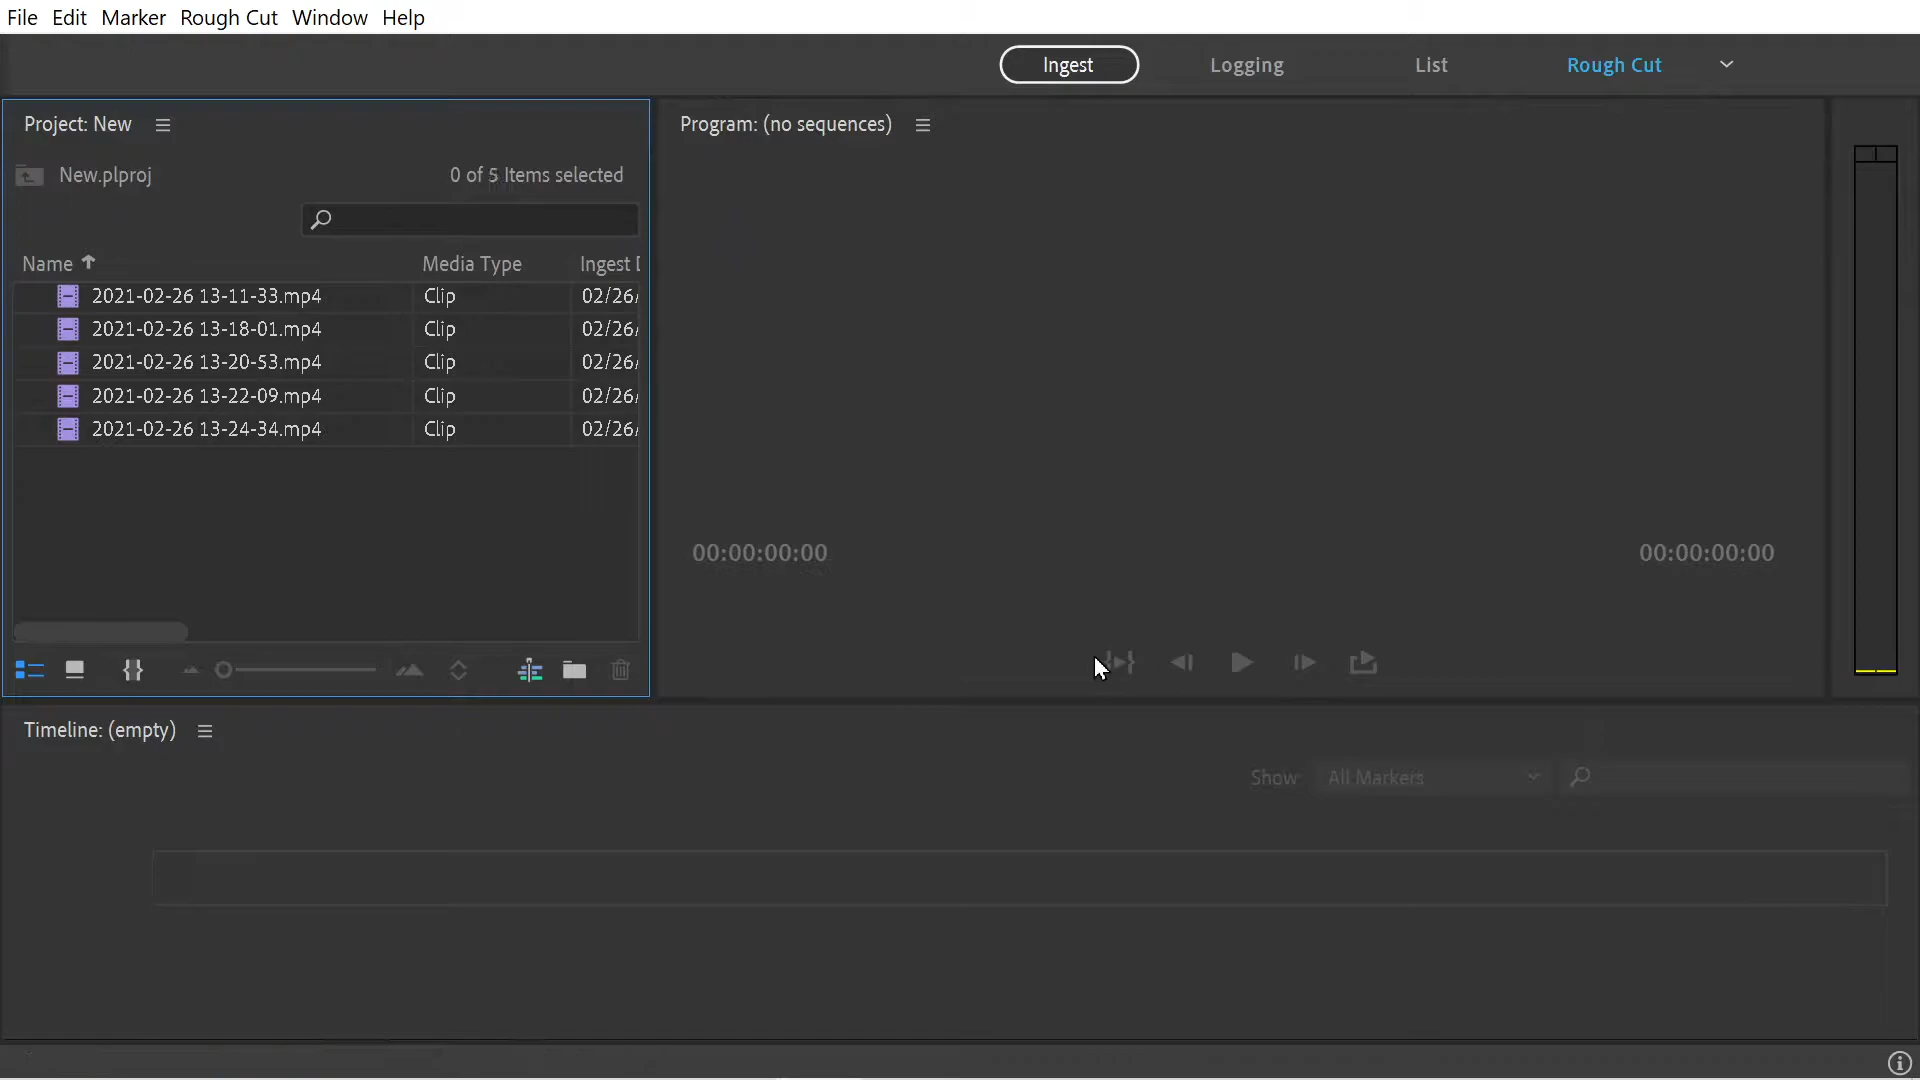 File Edit Marker Rough Cut Window Help
Ingest Logging List Rough Cut
Project: New
Program: (no sequences)
New.plproj 0 of 5 Items selected
Name Media Type Ingest
2021-02-26 13-11-33.mp4 Clip 02/26/
2021-02-26 13-18-01.mp4 Clip 02/26/
2021-02-26 13-20-53.mp4 Clip 02/26/
2021-02-26 13-22-09.mp4 Clip 02/26/
2021-02-26 13-24-34.mp4 Clip 02/26/
00:00:00:00 00:00:00:00
Timeline: (empty)
Show All Markers